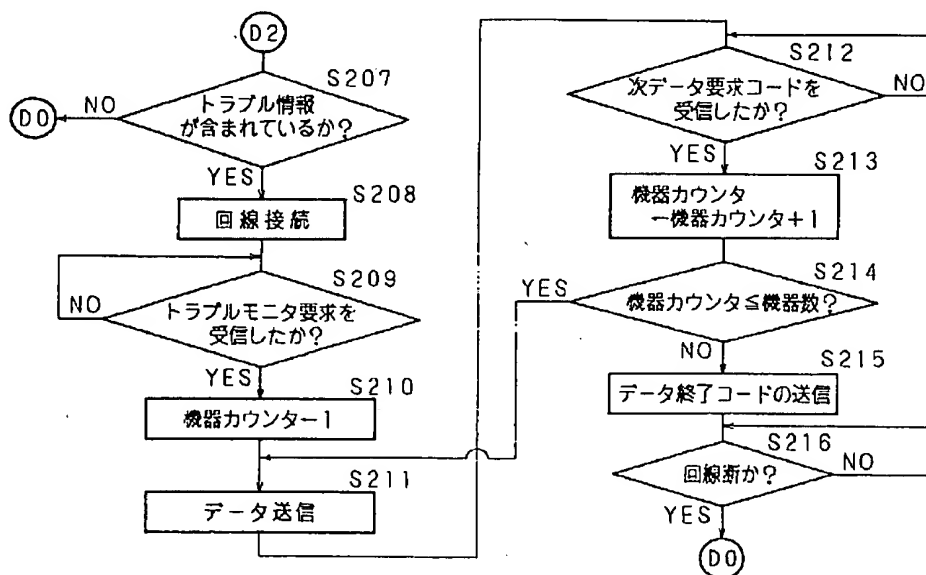 D2
S207
トラブル情報
が含まれているか?
NO
D0
YES
S208
回線接続
S209
トラブルモニタ要求を
受信したか?
NO
YES
S210
機器カウンタ←1
S211
データ送信
S212
次データ要求コードを
受信したか?
NO
YES
S213
機器カウンタ
←機器カウンタ+1
S214
機器カウンタ≦機器数?
YES
NO
S215
データ終了コードの送信
S216
回線断か?
NO
YES
D0